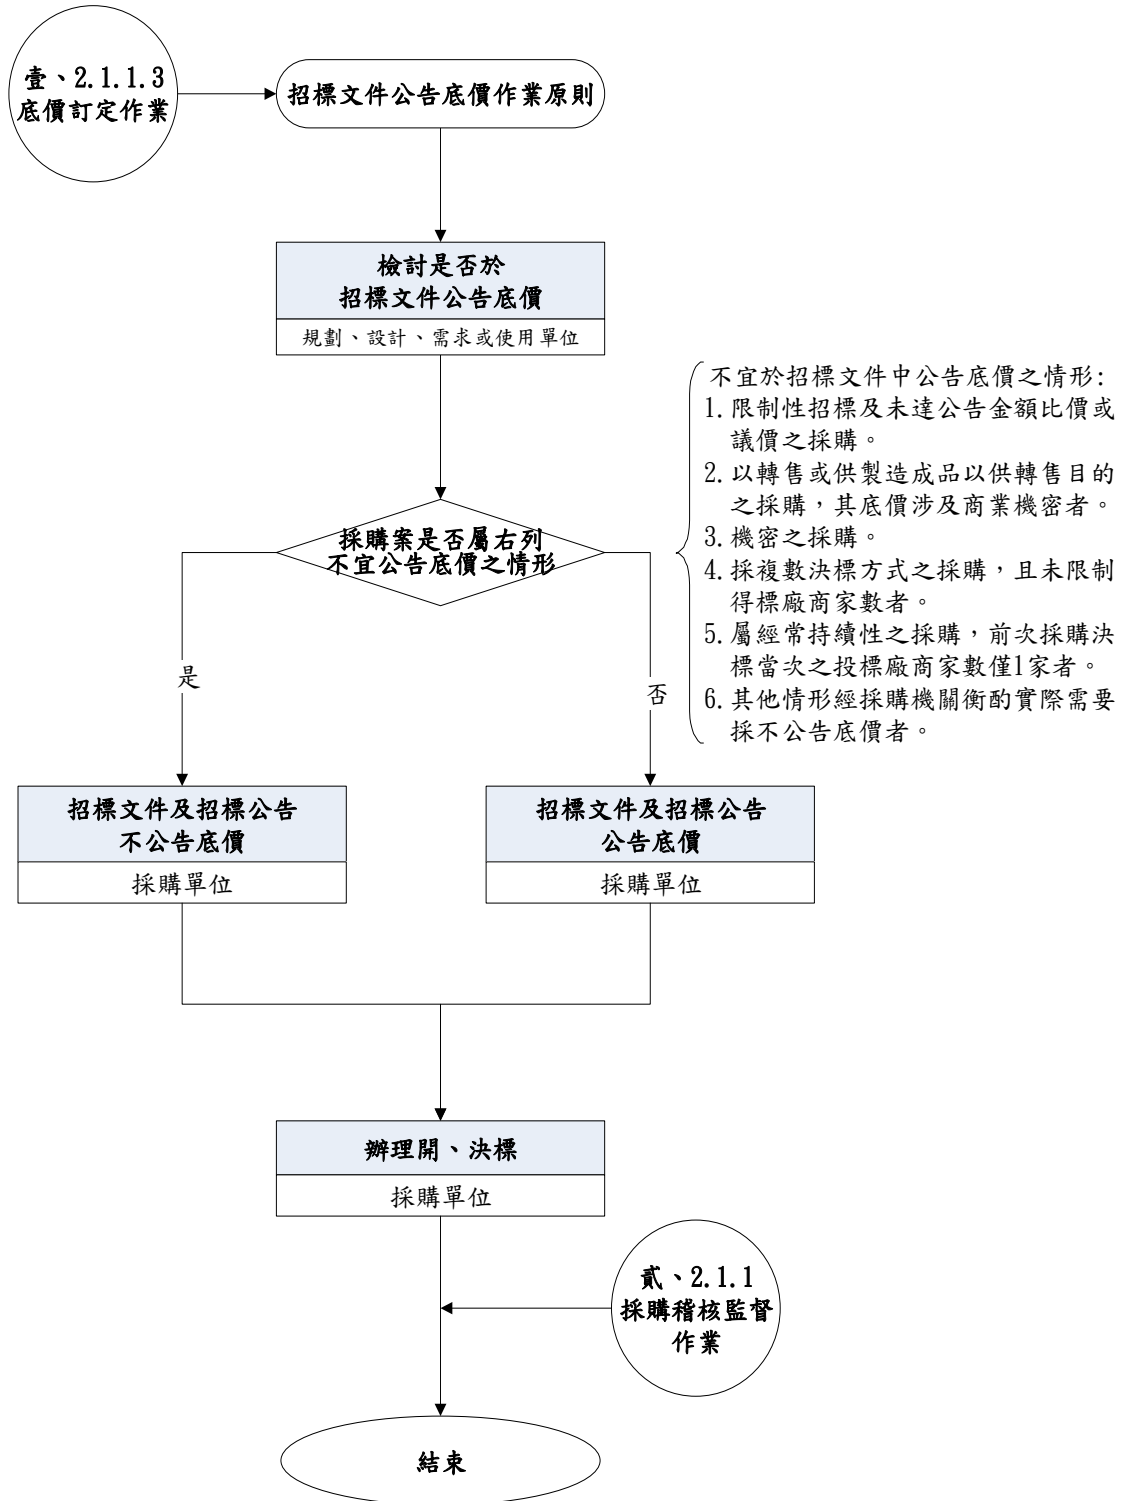 壹、2.1.1.3
底價訂定作業
招標文件公告底價作業原則
檢討是否於
招標文件公告底價
規劃、設計、需求或使用單位
採購案是否屬右列
不宜公告底價之情形
不宜於招標文件中公告底價之情形:
1.限制性招標及未達公告金額比價或
議價之採購。
2.以轉售或供製造成品以供轉售目的
之採購，其底價涉及商業機密者。
3.機密之採購。
4.採複數決標方式之採購，且未限制
得標廠商家數者。
5.屬經常持續性之採購，前次採購決
標當次之投標廠商家數僅1家者。
6.其他情形經採購機關衡酌實際需要
採不公告底價者。
是
否
招標文件及招標公告
不公告底價
採購單位
招標文件及招標公告
公告底價
採購單位
辦理開、決標
採購單位
貳、2.1.1
採購稽核監督
作業
結束